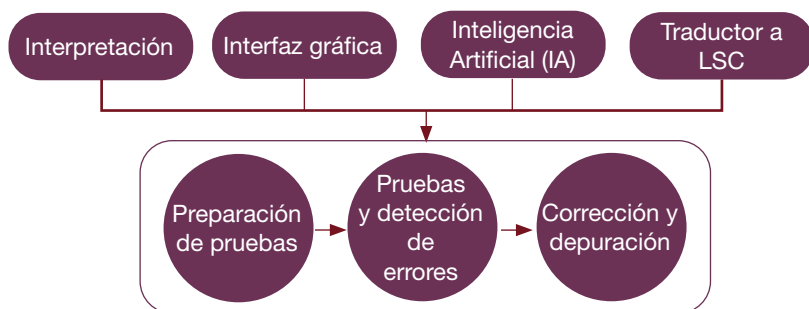 Interpretación
Interfaz gráfica
Inteligencia
Artificial (IA)
Traductor a
LSC
Preparación
de pruebas
Pruebas
y detección
de
errores
Corrección y
depuración